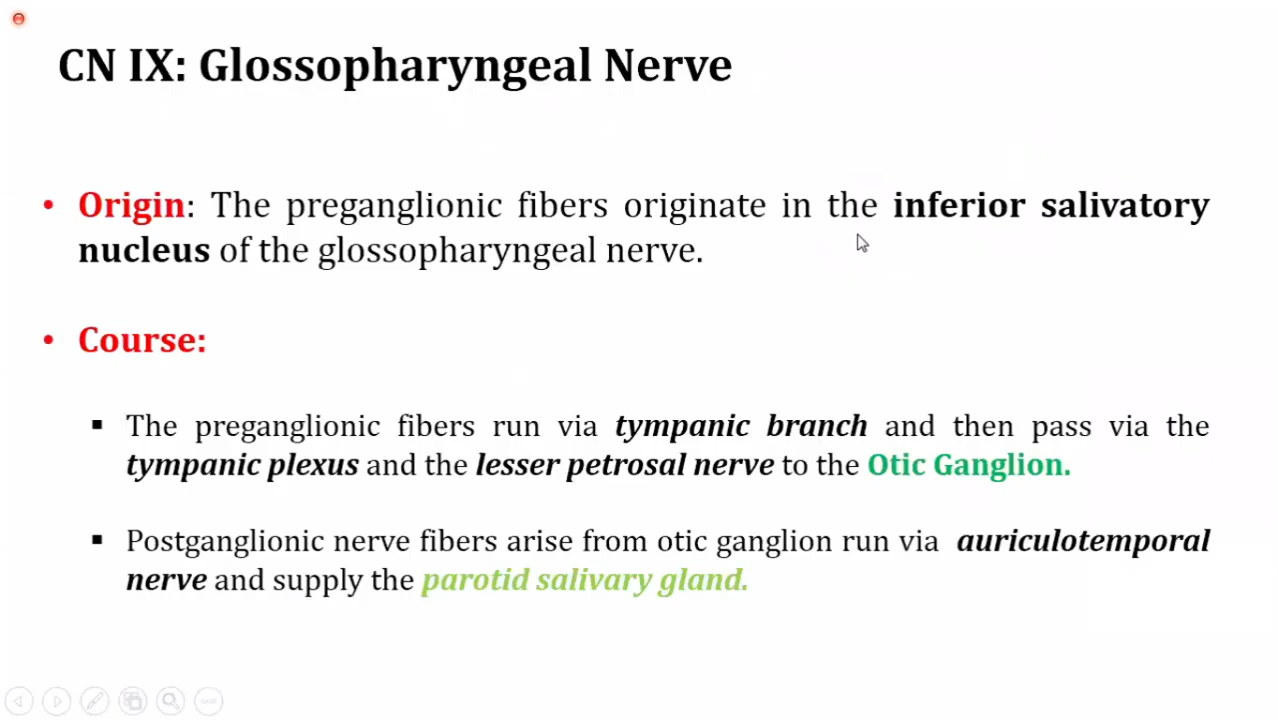 CN IX: Glossopharyngeal Nerve
• Origin: The preganglionic fibers originate in the inferior salivatory
nucleus of the glossopharyngeal nerve.
• Course:
▪ The preganglionic fibers run via tympanic branch and then pass via the
tympanic plexus and the lesser petrosal nerve to the Otic Ganglion.
▪ Postganglionic nerve fibers arise from otic ganglion run via auriculotemporal
nerve and supply the parotid salivary gland.